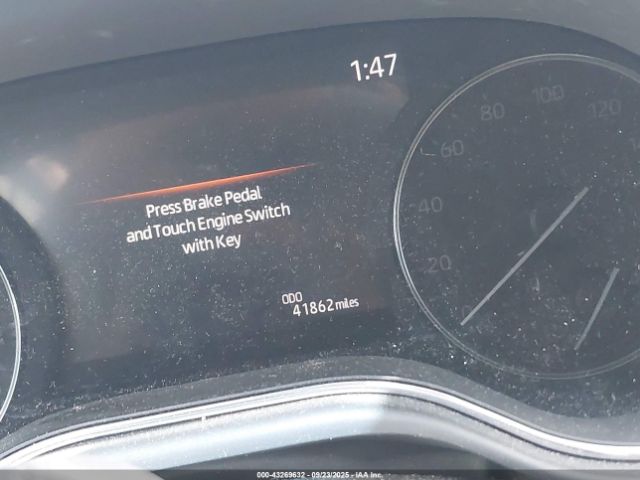 1:47
Press Brake Pedal
and Touch Engine Switch
with Key
ODO
41862 miles
120
100
80
60
40
20
000-43269632 - 09/23/2025 - IAA Inc.